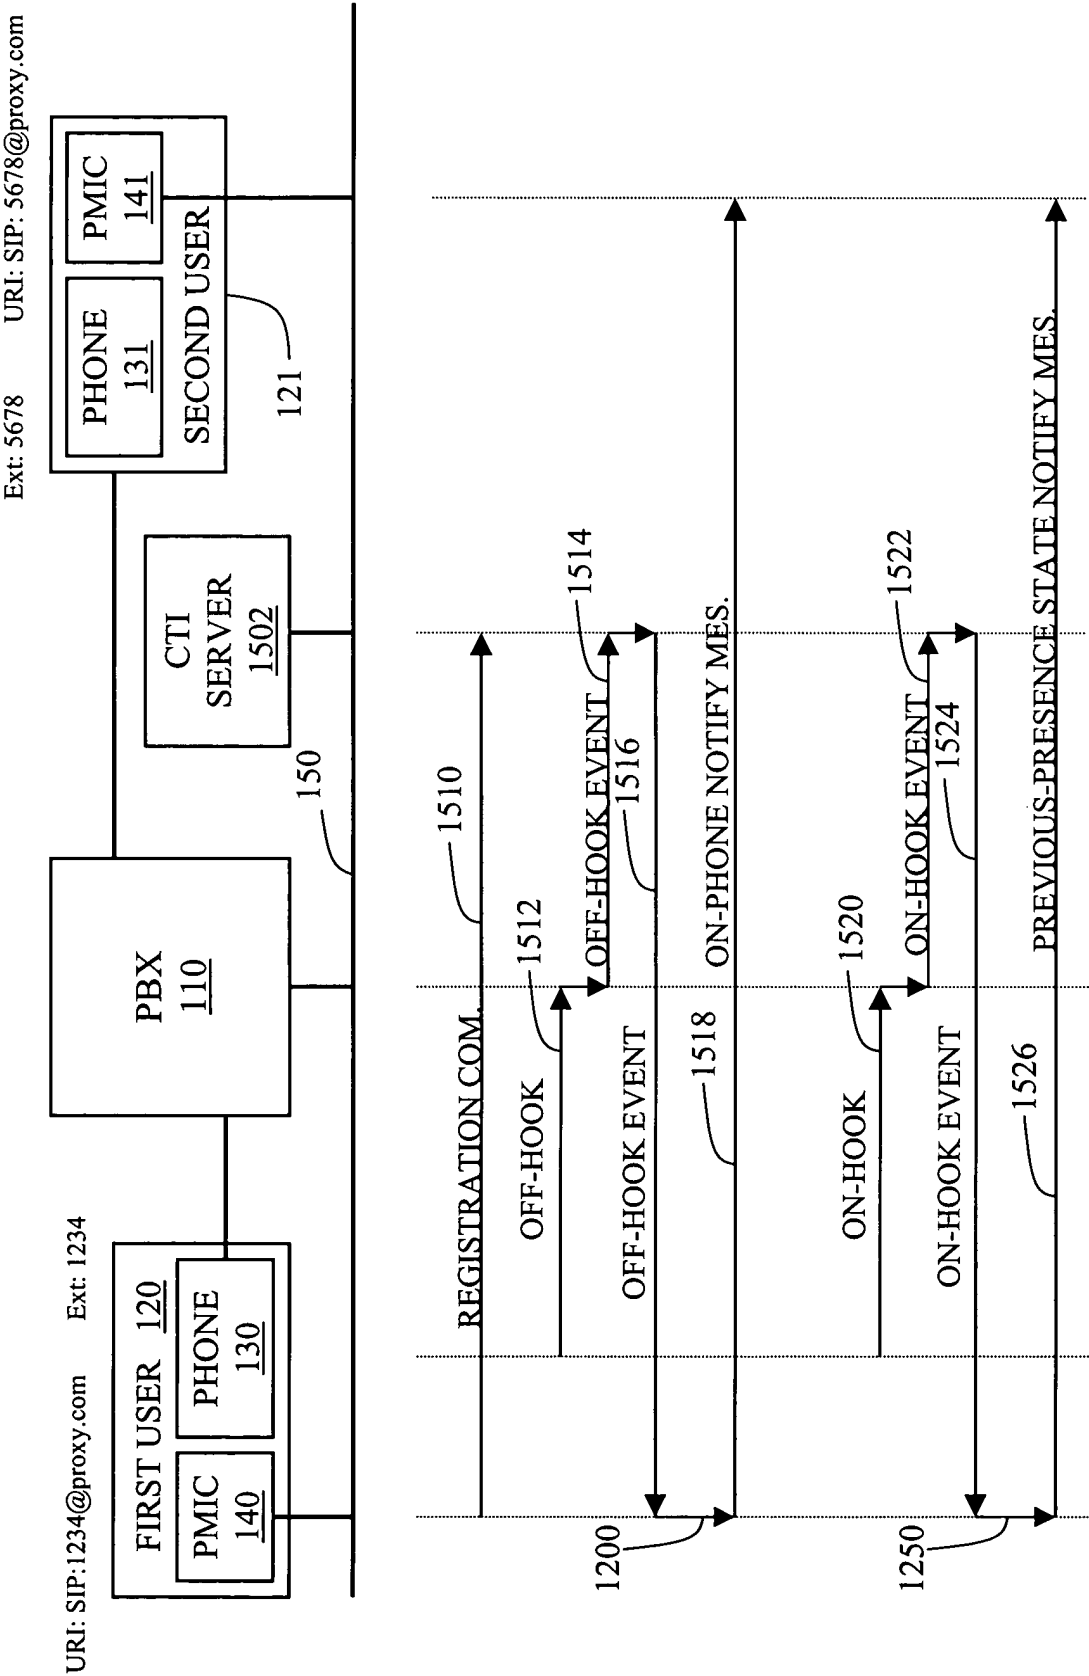 URI: SIP:1234@proxy.com
Ext: 1234
Ext: 5678
URI: SIP: 5678@proxy.com
FIRST USER 120
PMIC
140
PHONE
130
PBX
110
CTI
SERVER
1502
PHONE
131
PMIC
141
SECOND USER
121
150
REGISTRATION COM.
1510
OFF-HOOK
1512
OFF-HOOK EVENT
1514
OFF-HOOK EVENT
1516
1200
1518
ON-PHONE NOTIFY MES.
ON-HOOK
1520
ON-HOOK EVENT
1522
ON-HOOK EVENT
1524
1250
1526
PREVIOUS-PRESENCE STATE NOTIFY MES.